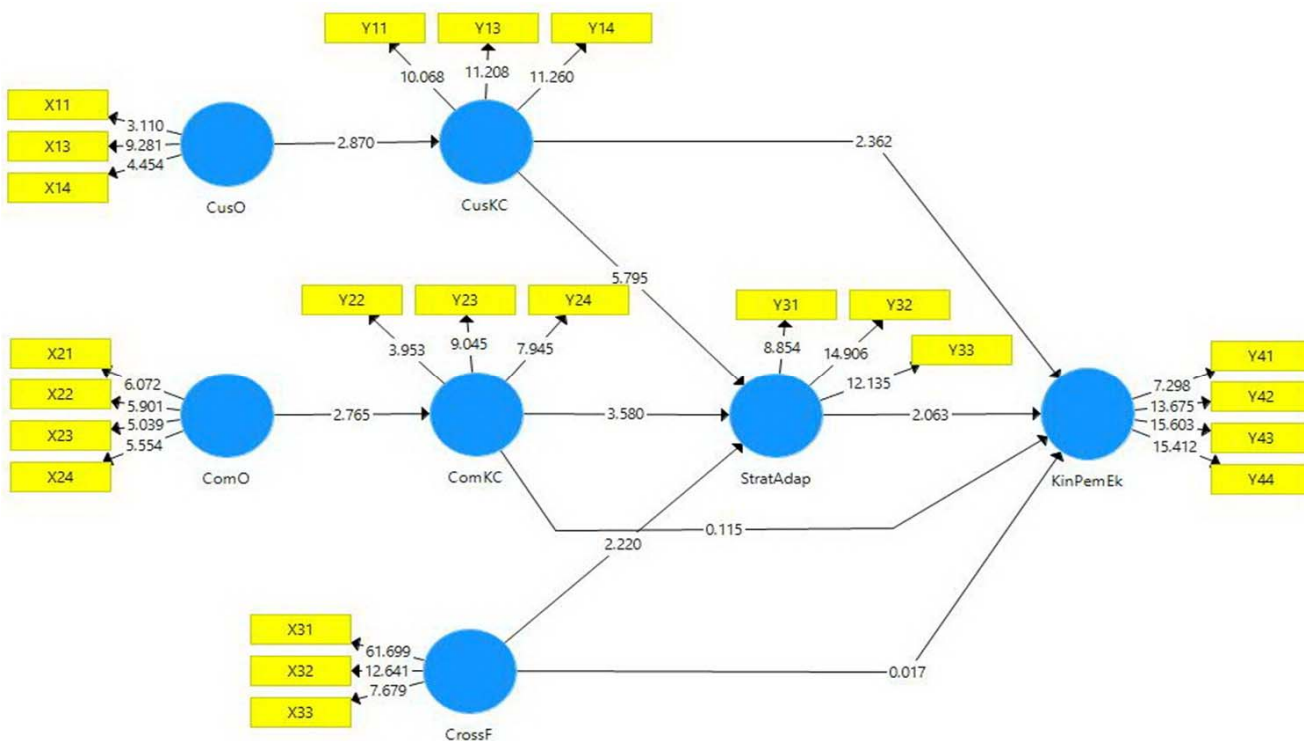 Y11
Y13
Y14
10.068
11.208
11.260
X11
X13
X14
3.110
9.281
4.454
CusO
2.870
CusKC
2.362
5.795
Y22
Y23
Y24
3.953
9.045
7.945
Y31
Y32
Y33
8.854
14.906
12.135
X21
X22
X23
X24
6.072
5.901
5.039
5.554
ComO
2.765
ComKC
3.580
StratAdap
2.063
KinPemEk
7.298
13.675
15.603
15.412
Y41
Y42
Y43
Y44
0.115
2.220
X31
X32
X33
61.699
12.641
7.679
CrossF
0.017